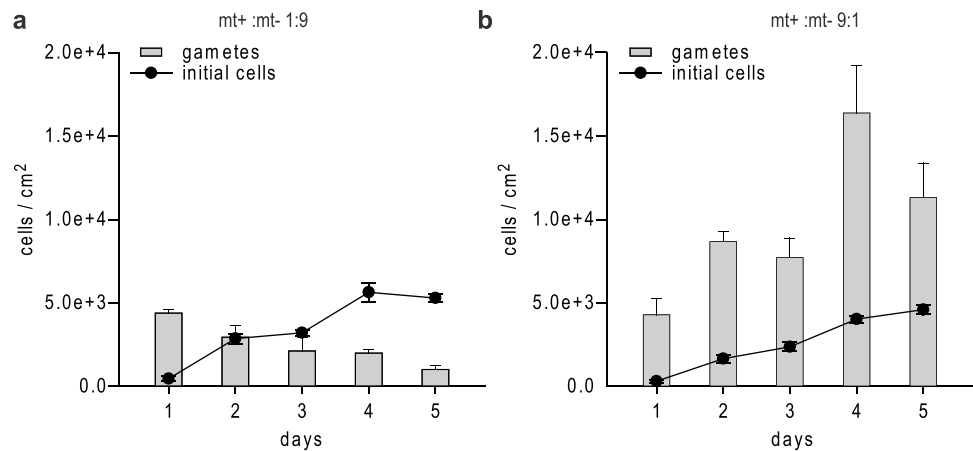 a
mt+ :mt- 1:9
gametes
initial cells
2.0e+4
1.5e+4
1.0e+4
5.0e+3
0.0
cells / cm2
1 2 3 4 5
days
b
mt+ :mt- 9:1
gametes
initial cells
2.0e+4
1.5e+4
1.0e+4
5.0e+3
0.0
cells / cm2
1 2 3 4 5
days